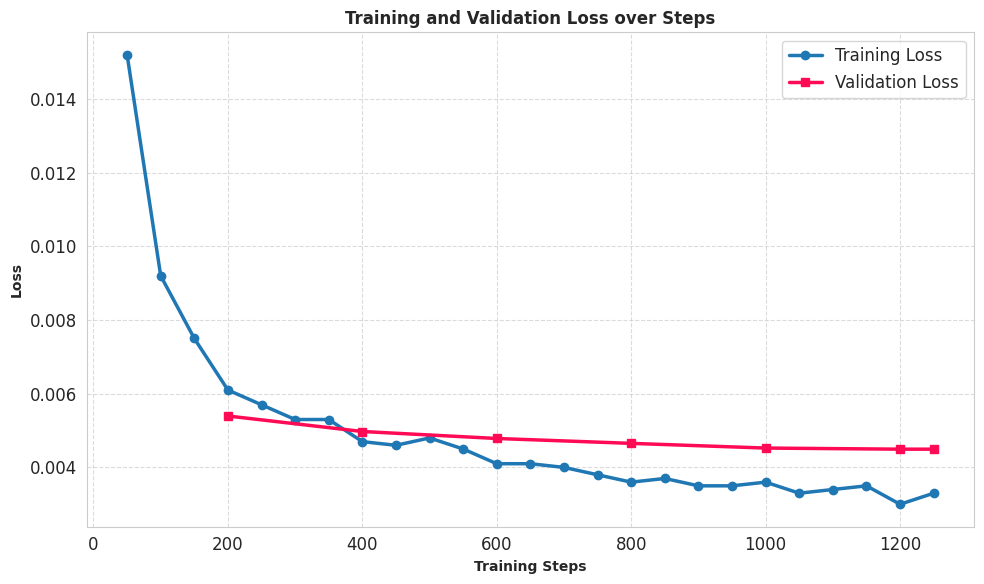 Training and Validation Loss over Steps
Training Loss
Validation Loss
0.014
0.012
0.010
0.008
0.006
0.004
Loss
0 200 400 600 800 1000 1200
Training Steps